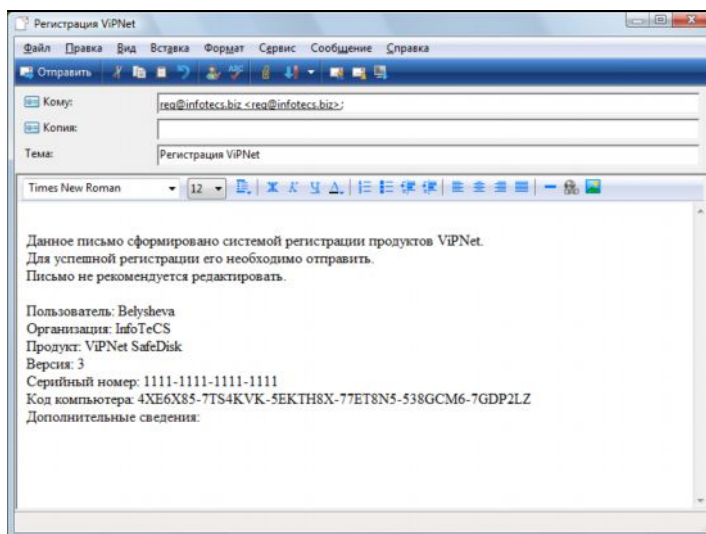 Регистрация ViPNet
Файл Правка Вид Вставка Формат Сервис Сообщение Справка
Отправить
Кому: reg@infotecs.biz <reg@infotecs.biz>;
Копия:
Тема: Регистрация ViPNet
Times New Roman 12 Ж К Ч А
Данное письмо сформировано системой регистрации продуктов ViPNet.
Для успешной регистрации его необходимо отправить.
Письмо не рекомендуется редактировать.
Пользователь: Belysheva
Организация: InfoTeCS
Продукт: ViPNet SafeDisk
Версия: 3
Серийный номер: 1111-1111-1111-1111
Код компьютера: 4XE6X85-7TS4KVK-5EKTH8X-77ET8N5-538GCM6-7GDP2LZ
Дополнительные сведения: